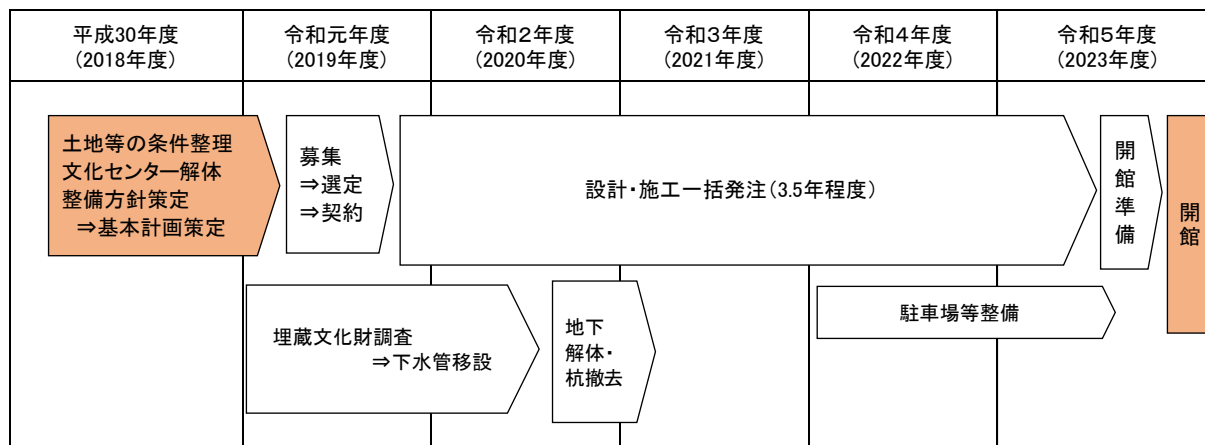 平成30年度
（2018年度）
令和元年度
（2019年度）
令和２年度
（2020年度）
令和３年度
（2021年度）
令和４年度
（2022年度）
令和５年度
（2023年度）
土地等の条件整理
文化センター解体
整備方針策定
⇒基本計画策定
募集
⇒選定
⇒契約
設計・施工一括発注（3.5年程度）
開館準備
開館
埋蔵文化財調査
⇒下水管移設
地下
解体・
杭撤去
駐車場等整備